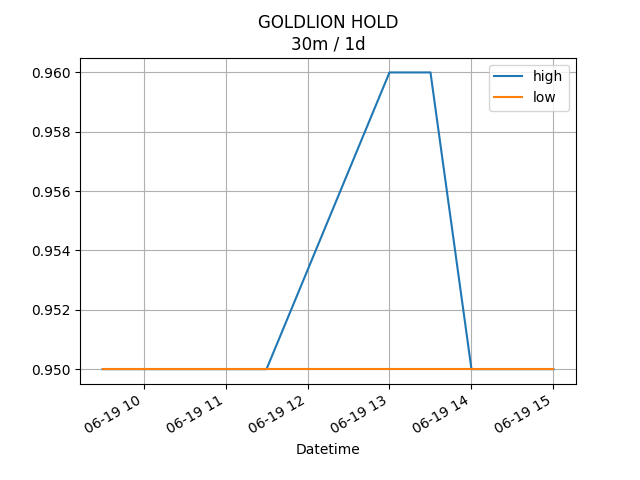 GOLDLION HOLD
30m / 1d
high
low
0.960
0.958
0.956
0.954
0.952
0.950
06-19 10
06-19 11
06-19 12
06-19 13
06-19 14
06-19 15
Datetime